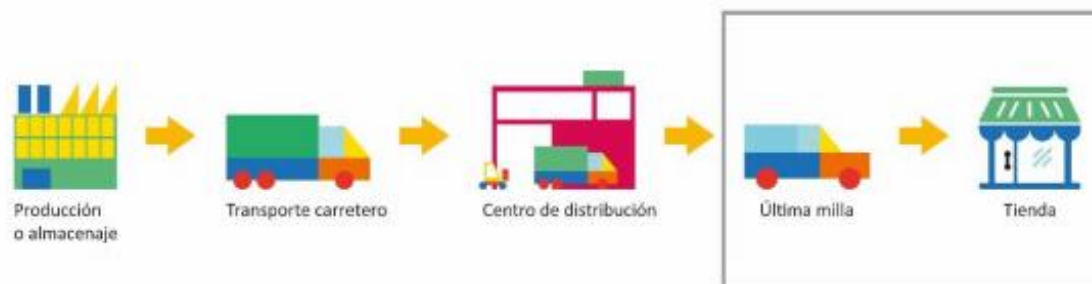 Producción
o almacenaje
Transporte carretero
Centro de distribución
Última milla
Tienda